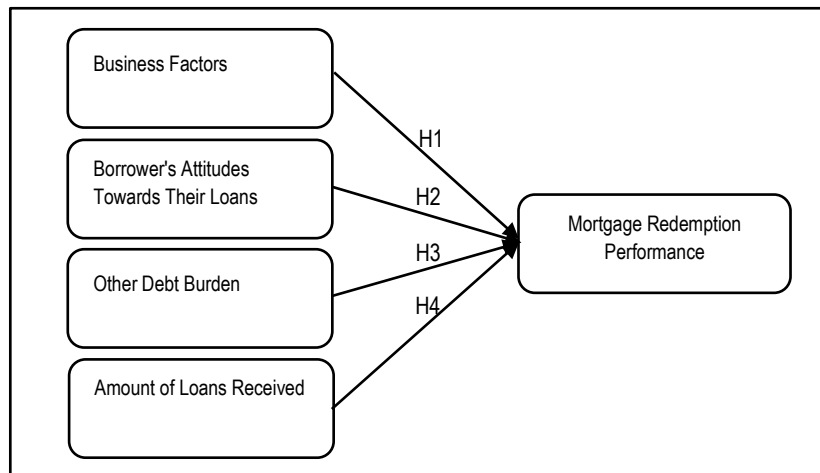 Business Factors
H1
Borrower's Attitudes
Towards Their Loans
H2
Mortgage Redemption
Performance
Other Debt Burden
H3
H4
Amount of Loans Received